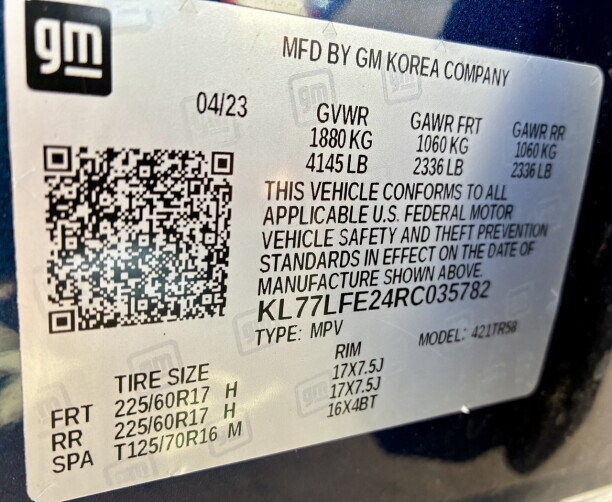 gm
MFD BY GM KOREA COMPANY
04/23
GVWR GAWR FRT GAWR RR
1880 KG 1060 KG 1060 KG
4145 LB 2336 LB 2336 LB
THIS VEHICLE CONFORMS TO ALL
APPLICABLE U.S. FEDERAL MOTOR
VEHICLE SAFETY AND THEFT PREVENTION
STANDARDS IN EFFECT ON THE DATE OF
MANUFACTURE SHOWN ABOVE.
KL77LFE24RC035782
TYPE: MPV MODEL:
TIRE SIZE RIM
FRT 225/60R17 H 17X7.5J
RR 225/60R17 H 17X7.5J
SPA T125/70R16 M 16X4BT